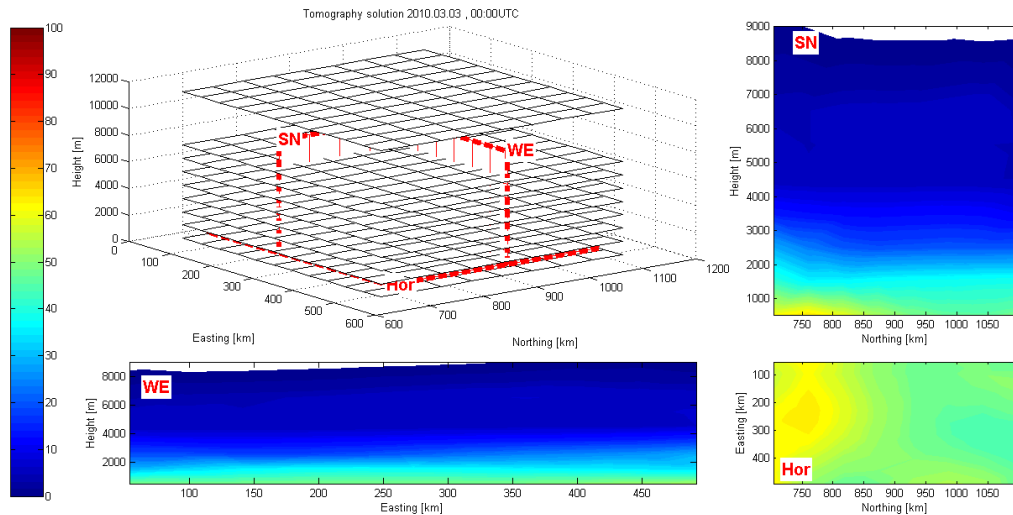 Tomography solution 2010.03.03 , 00:00UTC
100
90
80
70
60
50
40
30
20
10
0
12000
10000
8000
6000
4000
2000
0
Height [m]
0
100
200
300
400
500
600
Easting [km]
600
700
800
900
1000
1100
1200
Northing [km]
SN
WE
Hor
SN
9000
8000
7000
6000
5000
4000
3000
2000
1000
Height [m]
700 750 800 850 900 950 1000 1050
Northing [km]
WE
8000
6000
4000
2000
Height [m]
100 150 200 250 300 350 400 450
Easting [km]
100
200
300
400
Easting [km]
Hor
700 750 800 850 900 950 1000 1050
Northing [km]